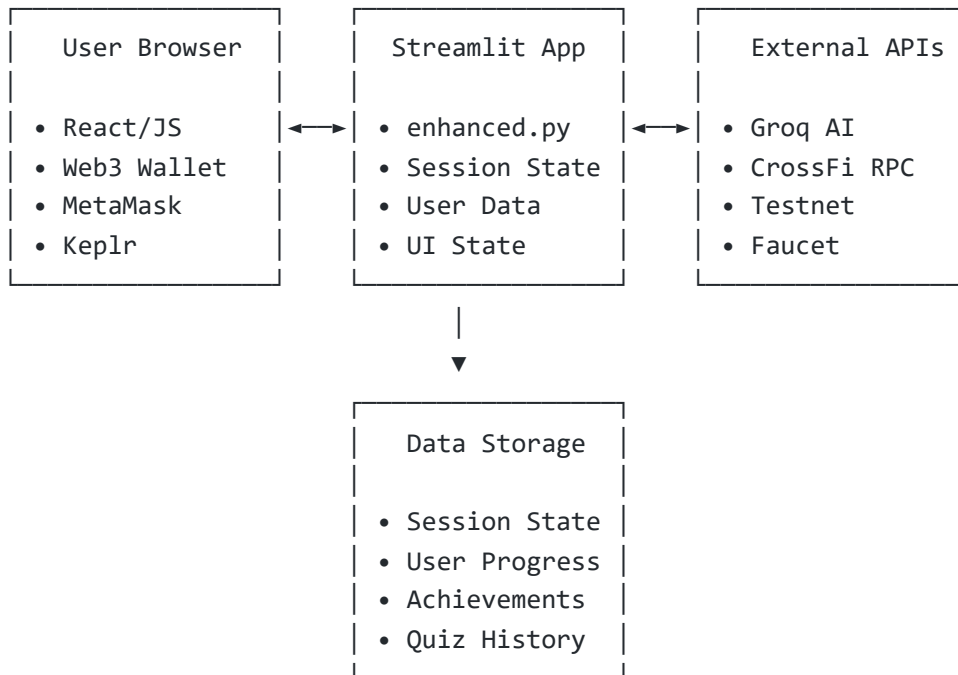 User Browser
Streamlit App
External APIs
• React/JS
• Web3 Wallet
• MetaMask
• Keplr
• enhanced.py
• Session State
• User Data
• UI State
• Groq AI
• CrossFi RPC
• Testnet
• Faucet
Data Storage
• Session State
• User Progress
• Achievements
• Quiz History